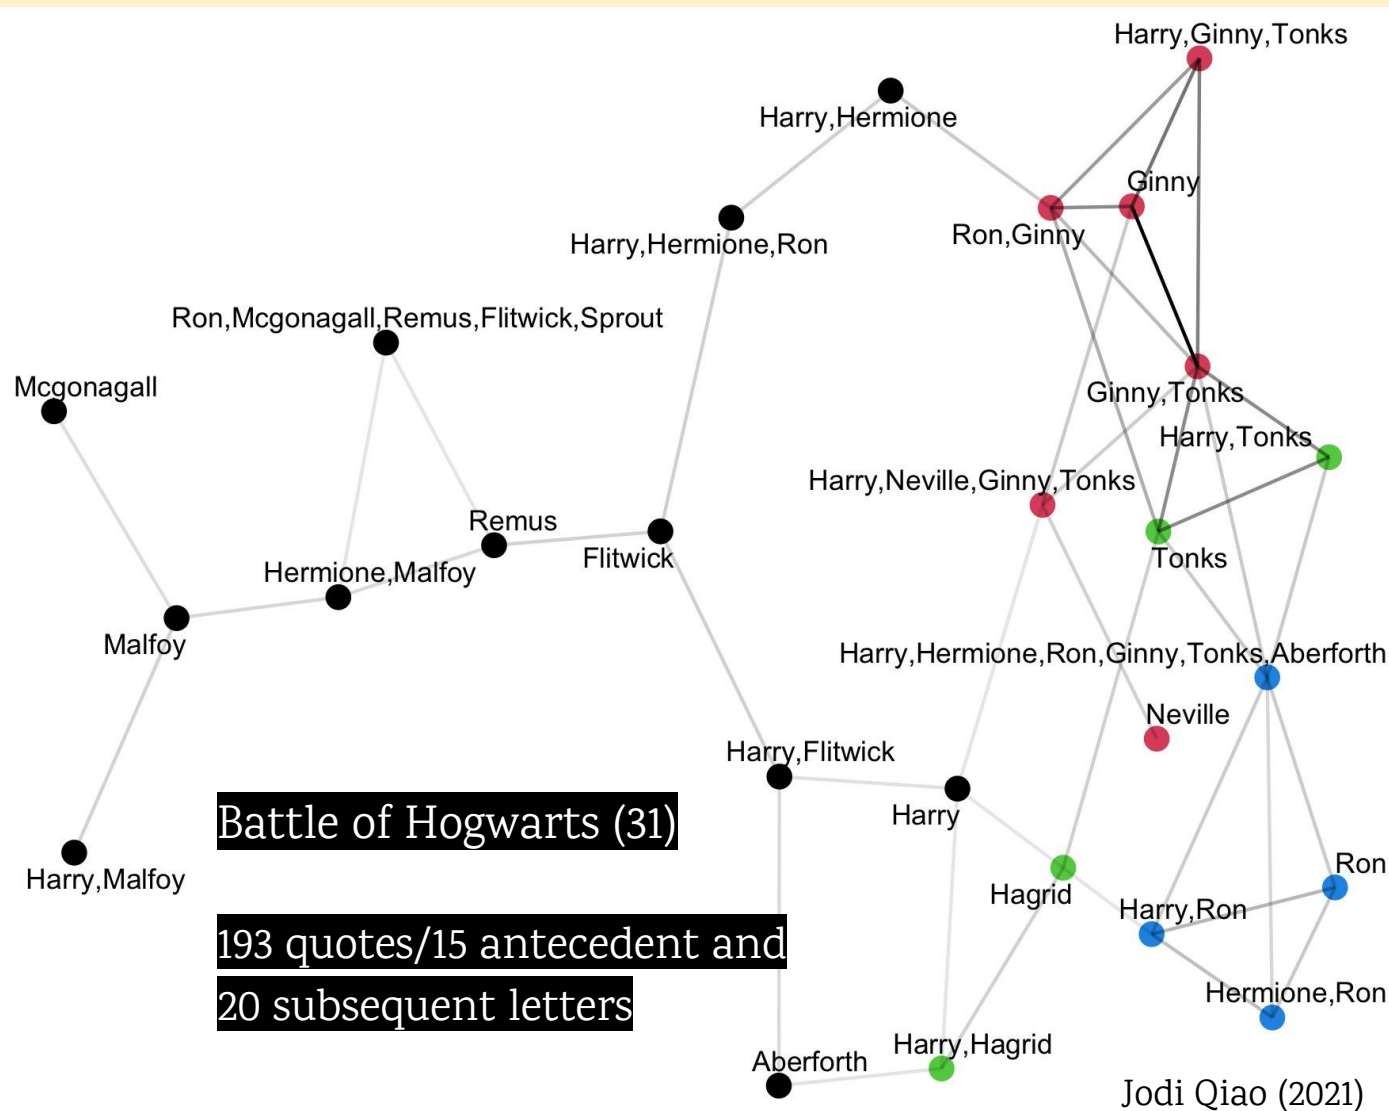 Harry,Ginny,Tonks
Harry,Hermione
Ginny
Ron,Ginny
Harry,Hermione,Ron
Ron,Mcgonagall,Remus,Flitwick,Sprout
Mcgonagall
Ginny,Tonks
Harry,Tonks
Harry,Neville,Ginny,Tonks
Remus
Flitwick
Tonks
Hermione,Malfoy
Malfoy
Harry,Hermione,Ron,Ginny,Tonks,Aberforth
Neville
Harry,Flitwick
Harry
Battle of Hogwarts (31)
Harry,Malfoy
Ron
Hagrid
Harry,Ron
193 quotes/15 antecedent and
20 subsequent letters
Hermione,Ron
Harry,Hagrid
Aberforth
Jodi Qiao (2021)